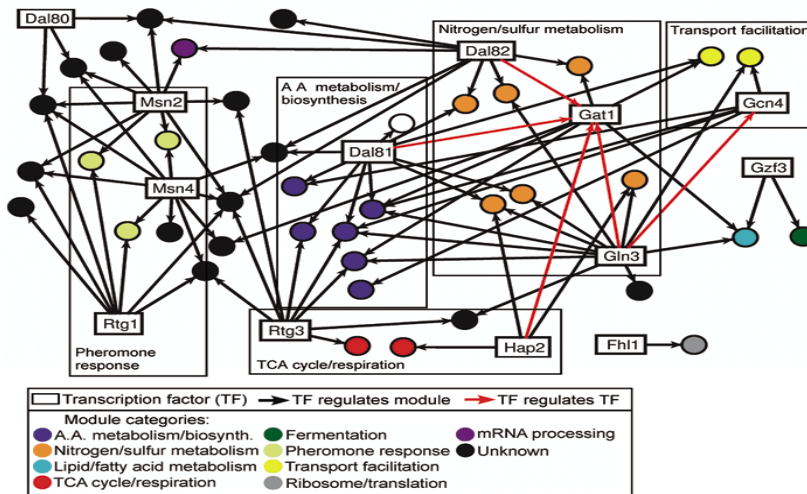 Dal80
Nitrogen/sulfur metabolism
Transport facilitation
Dal82
A A metabolism/
biosynthesis
Msn2
Gat1
Gcn4
Dal81
Gzf3
Msn4
Gln3
Rtg1
Rtg3
Hap2
Fhl1
Pheromone
response
TCA cycle/respiration
Transcription factor (TF)
TF regulates module
TF regulates TF
Module categories:
A.A. metabolism/biosynth.
Fermentation
mRNA processing
Nitrogen/sulfur metabolism
Pheromone response
Unknown
Lipid/fatty acid metabolism
Transport facilitation
TCA cycle/respiration
Ribosome/translation